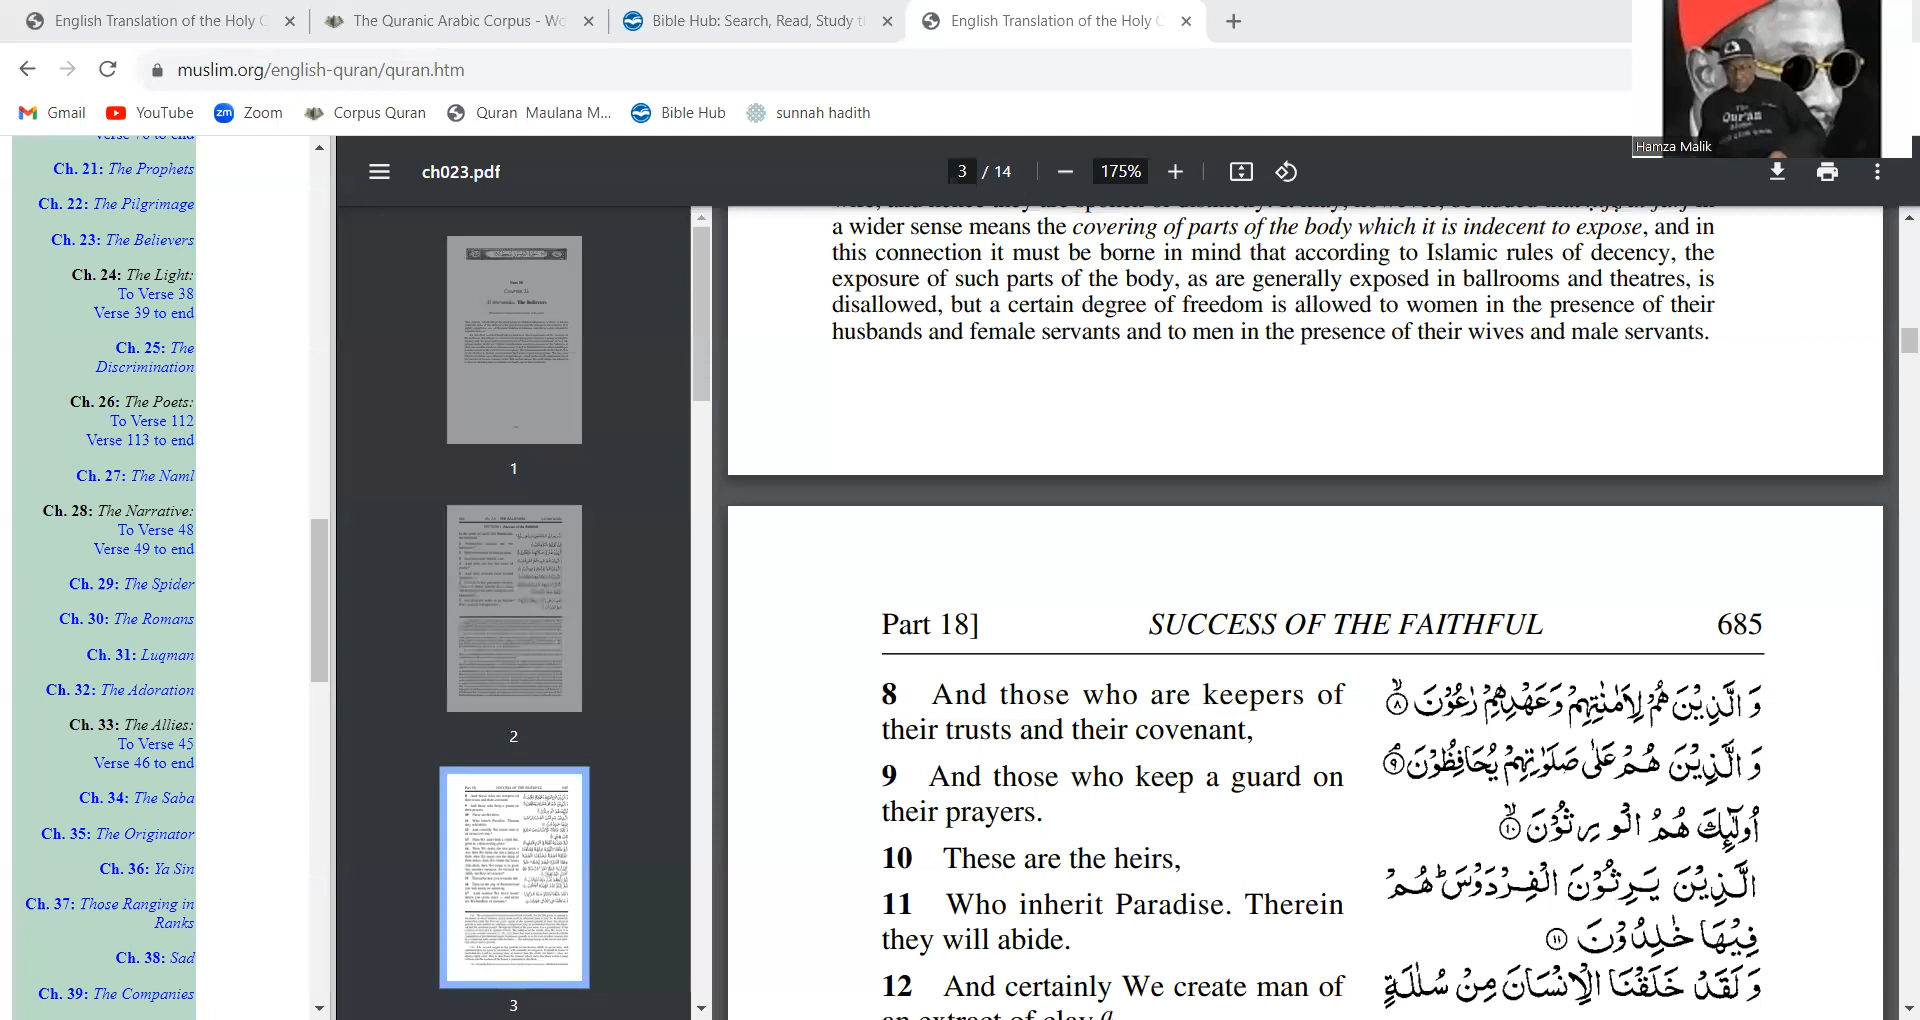 English Translation of the Holy
The Quranic Arabic Corpus - Wo
Bible Hub: Search, Read, Study t
English Translation of the Holy
muslim.org/english-quran/quran.htm
Gmail
YouTube
zm Zoom
Corpus Quran
Quran Maulana M...
Bible Hub
sunnah hadith
Hamza Malik
Qur'an
Verse 70 to end
Ch. 21: The Prophets
Ch. 22: The Pilgrimage
Ch. 23: The Believers
Ch. 24: The Light:
To Verse 38
Verse 39 to end
Ch. 25: The
Discrimination
Ch. 26: The Poets:
To Verse 112
Verse 113 to end
Ch. 27: The Naml
Ch. 28: The Narrative:
To Verse 48
Verse 49 to end
Ch. 29: The Spider
Ch. 30: The Romans
Ch. 31: Luqman
Ch. 32: The Adoration
Ch. 33: The Allies:
To Verse 45
Verse 46 to end
Ch. 34: The Saba
Ch. 35: The Originator
Ch. 36: Ya Sin
Ch. 37: Those Ranging in
Ranks
Ch. 38: Sad
Ch. 39: The Companies
ch023.pdf
3 / 14
175%
1
2
3
a wider sense means the covering of parts of the body which it is indecent to expose, and in
this connection it must be borne in mind that according to Islamic rules of decency, the
exposure of such parts of the body, as are generally exposed in ballrooms and theatres, is
disallowed, but a certain degree of freedom is allowed to women in the presence of their
husbands and female servants and to men in the presence of their wives and male servants.
Part 18] SUCCESS OF THE FAITHFUL 685
8 And those who are keepers of
their trusts and their covenant,
9 And those who keep a guard on
their prayers.
10 These are the heirs,
11 Who inherit Paradise. Therein
they will abide.
12 And certainly We create man of
an extract of clay,a
وَ الَّذِيْنَ هُمْ لِاَمٰنٰتِهِمْ وَعَهْدِهِمْ رٰعُوْنَ ۙ۸
وَ الَّذِيْنَ هُمْ عَلٰى صَلَوٰتِهِمْ يُحَافِظُوْنَ ۘ۹
اُولٰٓئِكَ هُمُ الْوٰرِثُوْنَ ۙ۱۰
الَّذِيْنَ يَرِثُوْنَ الْفِرْدَوْسَ ؕ هُمْ
فِيْهَا خٰلِدُوْنَ ۱۱
وَ لَقَدْ خَلَقْنَا الْاِنْسَانَ مِنْ سُلٰلَةٍ